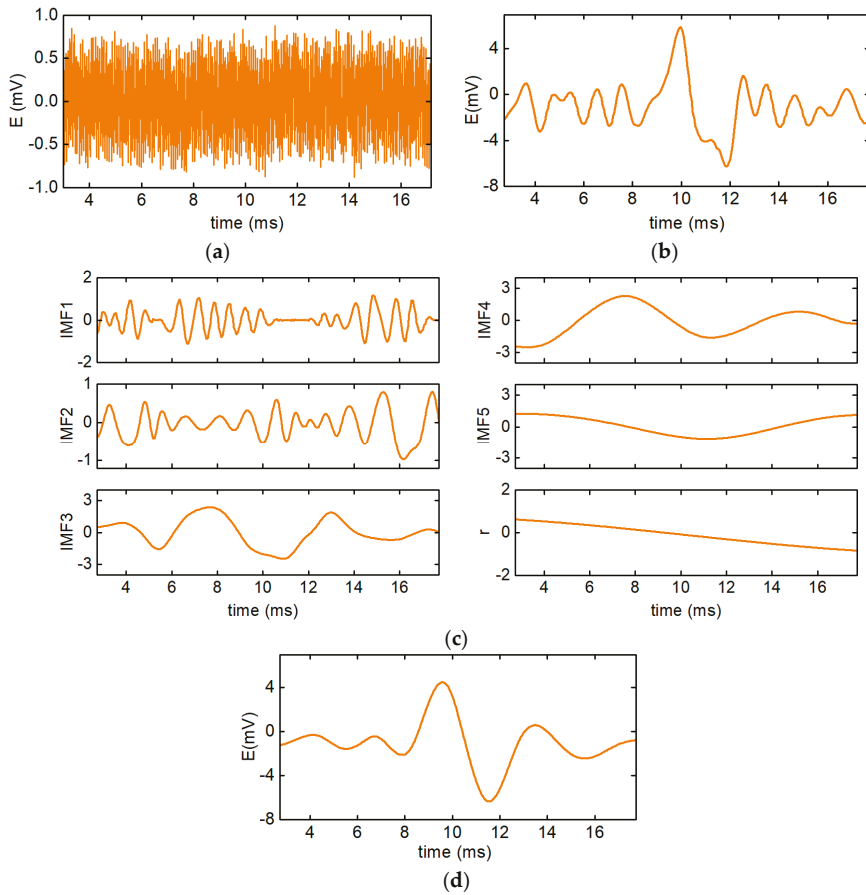 1.0
0.5
0.0
-0.5
-1.0
E (mV)
4 6 8 10 12 14 16
time (ms)
(a)
4
0
-4
-8
E(mV)
4 6 8 10 12 14 16
time (ms)
(b)
2
0
-2
IMF1
1
0
-1
IMF2
3
0
-3
IMF3
4 6 8 10 12 14 16
time (ms)
3
0
-3
IMF4
3
0
-3
IMF5
2
0
-2
r
4 6 8 10 12 14 16
time (ms)
(c)
4
0
-4
-8
E(mV)
4 6 8 10 12 14 16
time (ms)
(d)